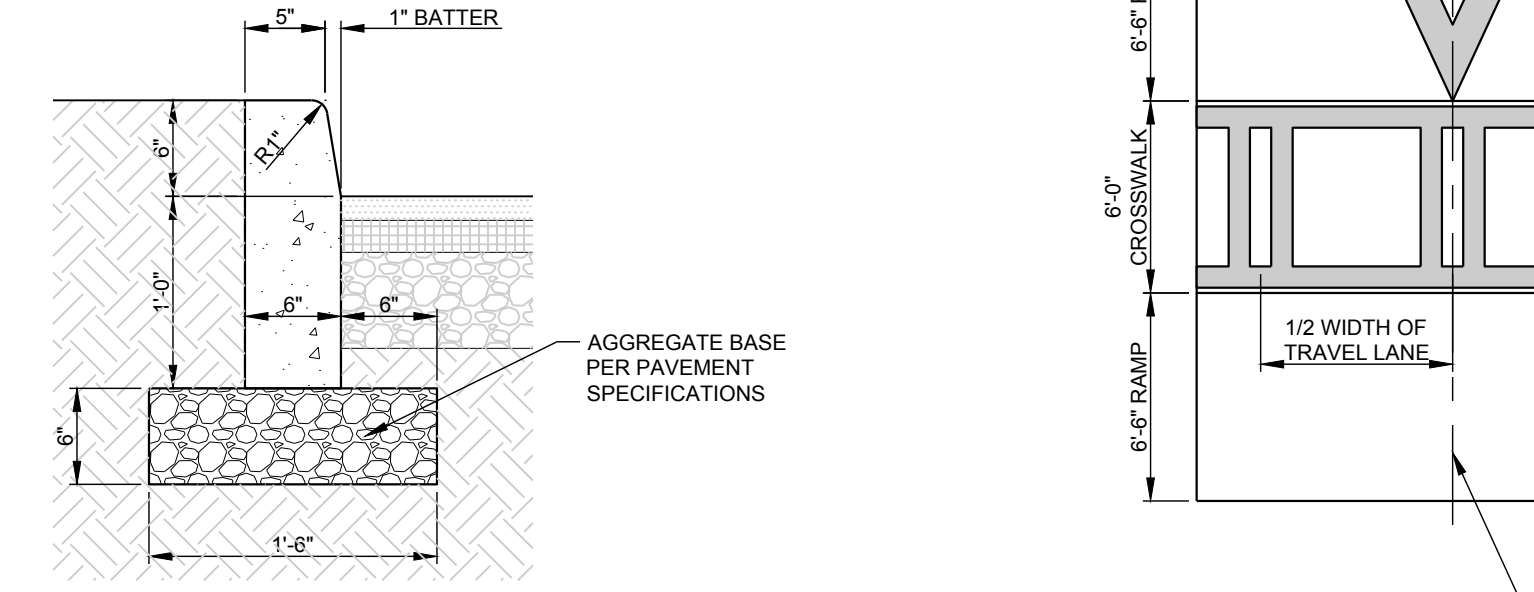 5"
1" BATTER
6"
R1"
1'-0"
6"
6"
AGGREGATE BASE
PER PAVEMENT
SPECIFICATIONS
6"
1'-6"
6'-6"
6'-0"
CROSSWALK
1/2 WIDTH OF
TRAVEL LANE
6'-6" RAMP